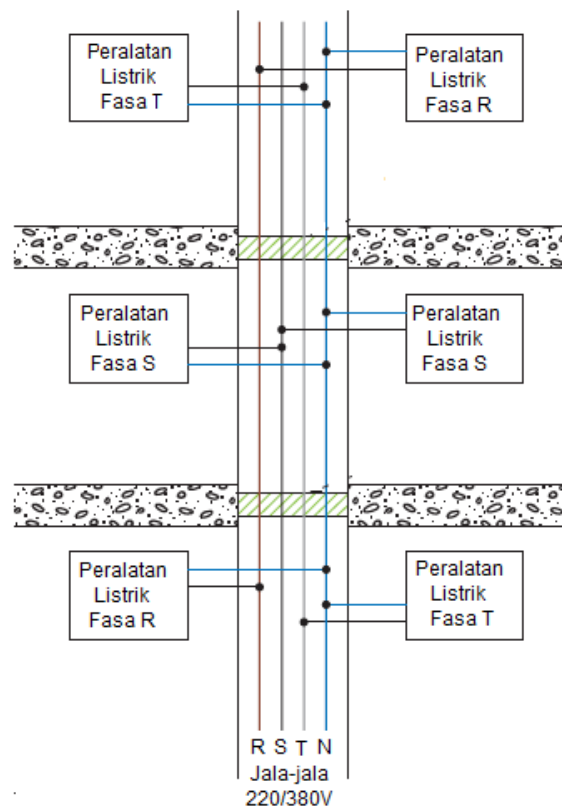 Peralatan
Listrik
Fasa T
Peralatan
Listrik
Fasa R
Peralatan
Listrik
Fasa S
Peralatan
Listrik
Fasa S
Peralatan
Listrik
Fasa R
Peralatan
Listrik
Fasa T
R S T N
Jala-jala
220/380V